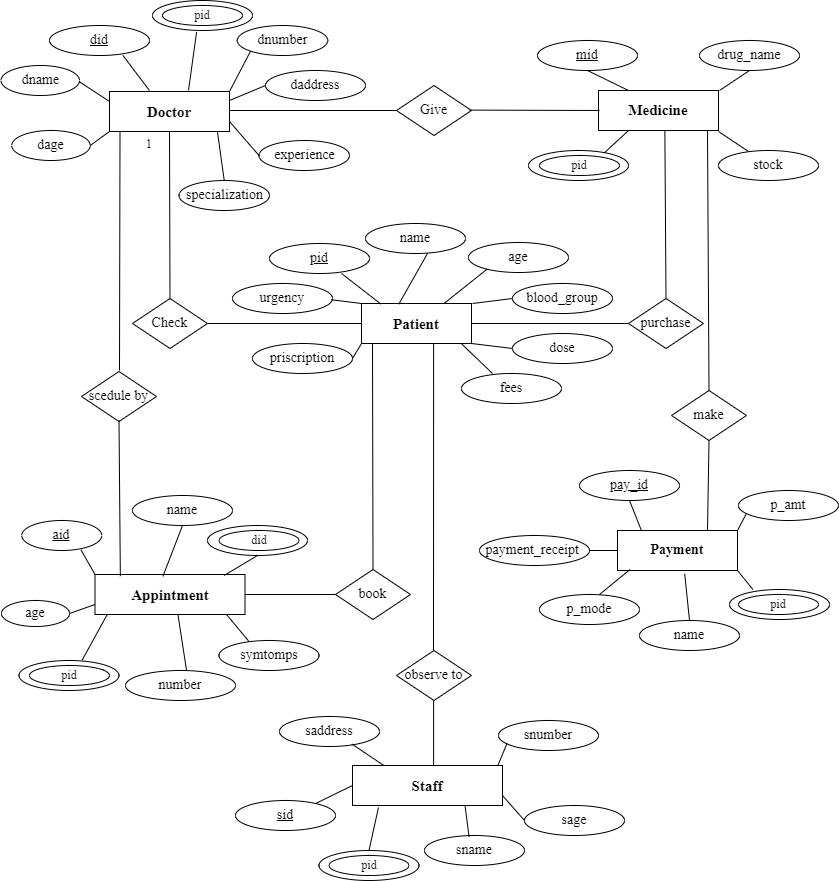 pid
did
dnumber
dname
daddress
Doctor
dage
1
experience
specialization
Give
mid
drug_name
Medicine
pid
stock
name
pid
age
urgency
blood_group
Check
Patient
purchase
priscription
dose
fees
scedule by
make
pay_id
p_amt
name
aid
did
payment_receipt
Payment
Appintment
book
age
p_mode
pid
name
symtomps
pid
number
observe to
saddress
snumber
Staff
sid
sage
sname
pid